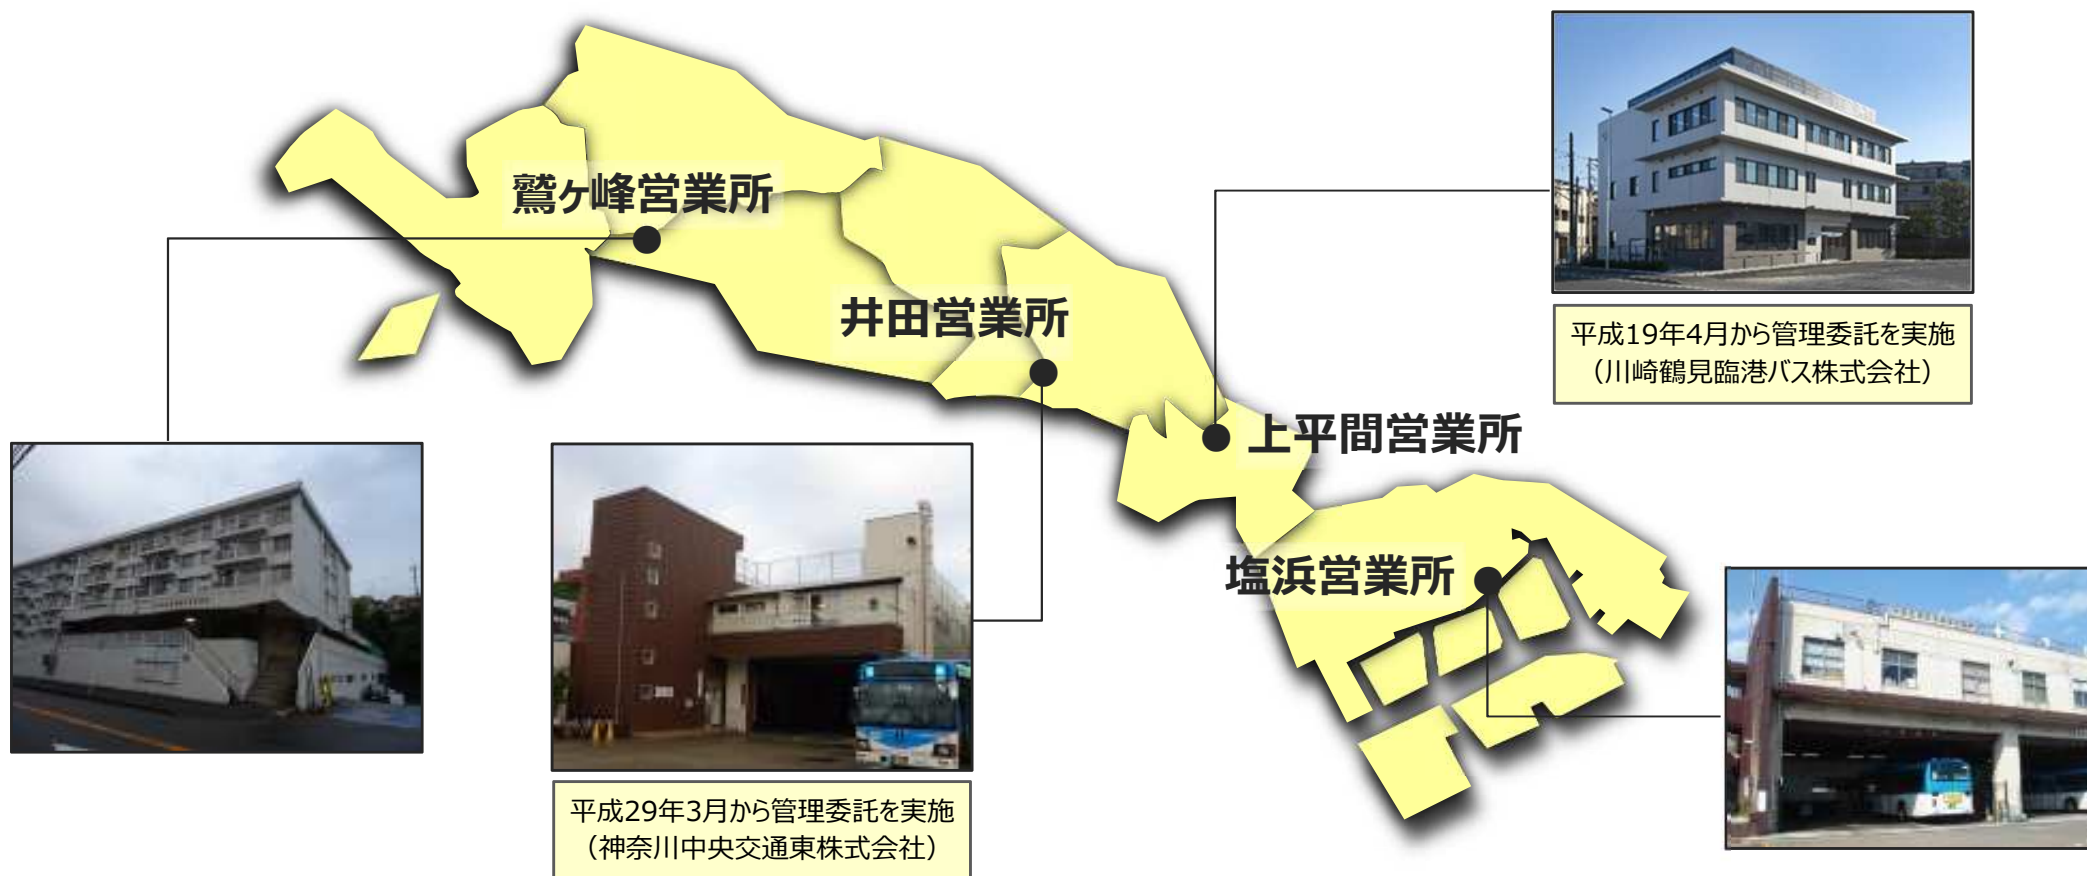 鷲ヶ峰営業所
井田営業所
平成19年4月から管理委託を実施
（川崎鶴見臨港バス株式会社）
上平間営業所
塩浜営業所
平成29年3月から管理委託を実施
（神奈川中央交通東株式会社）